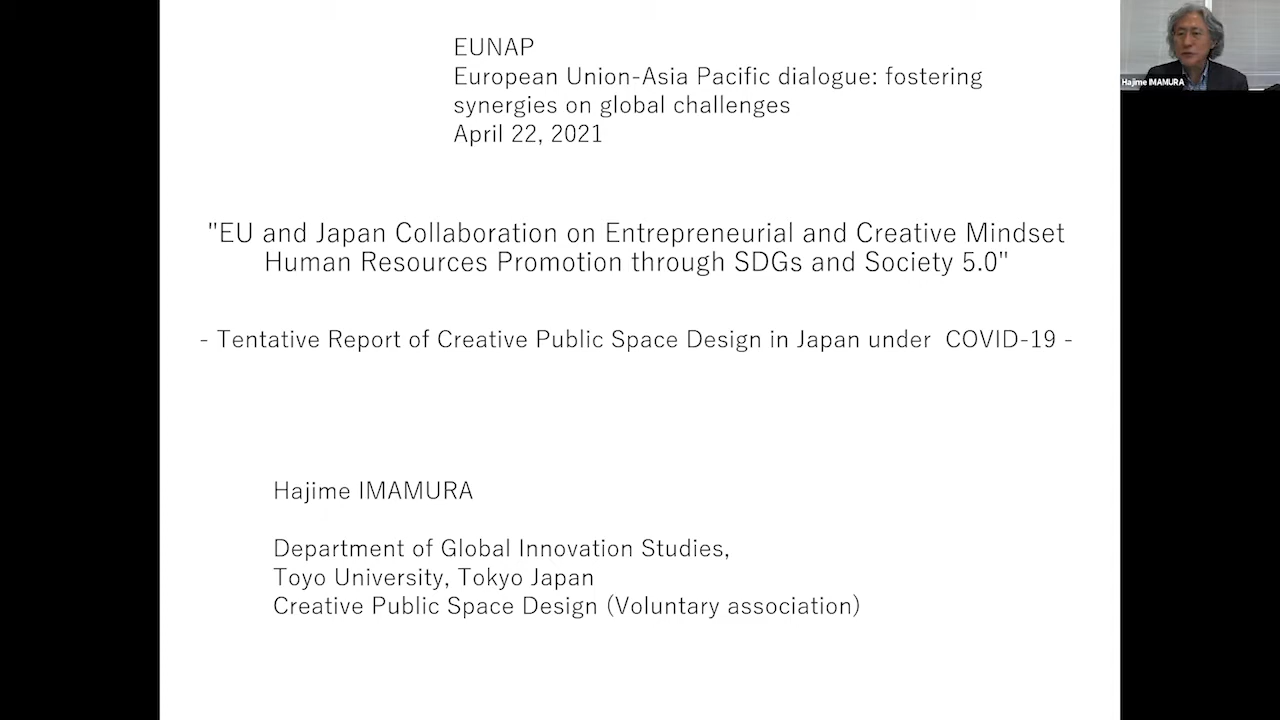 EUNAP
European Union-Asia Pacific dialogue: fostering
synergies on global challenges
April 22, 2021
"EU and Japan Collaboration on Entrepreneurial and Creative Mindset
Human Resources Promotion through SDGs and Society 5.0"
- Tentative Report of Creative Public Space Design in Japan under  COVID-19 -
Hajime IMAMURA
Department of Global Innovation Studies,
Toyo University, Tokyo Japan
Creative Public Space Design (Voluntary association)
Hajime IMAMURA